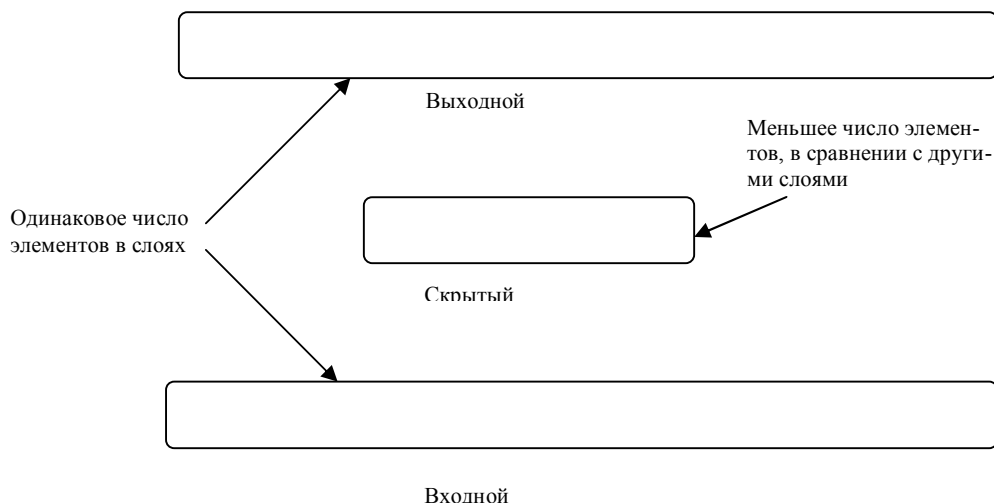 Выходной
Меньшее число элемен-
тов, в сравнении с други-
ми слоями
Одинаковое число
элементов в слоях
Скрытый
Входной